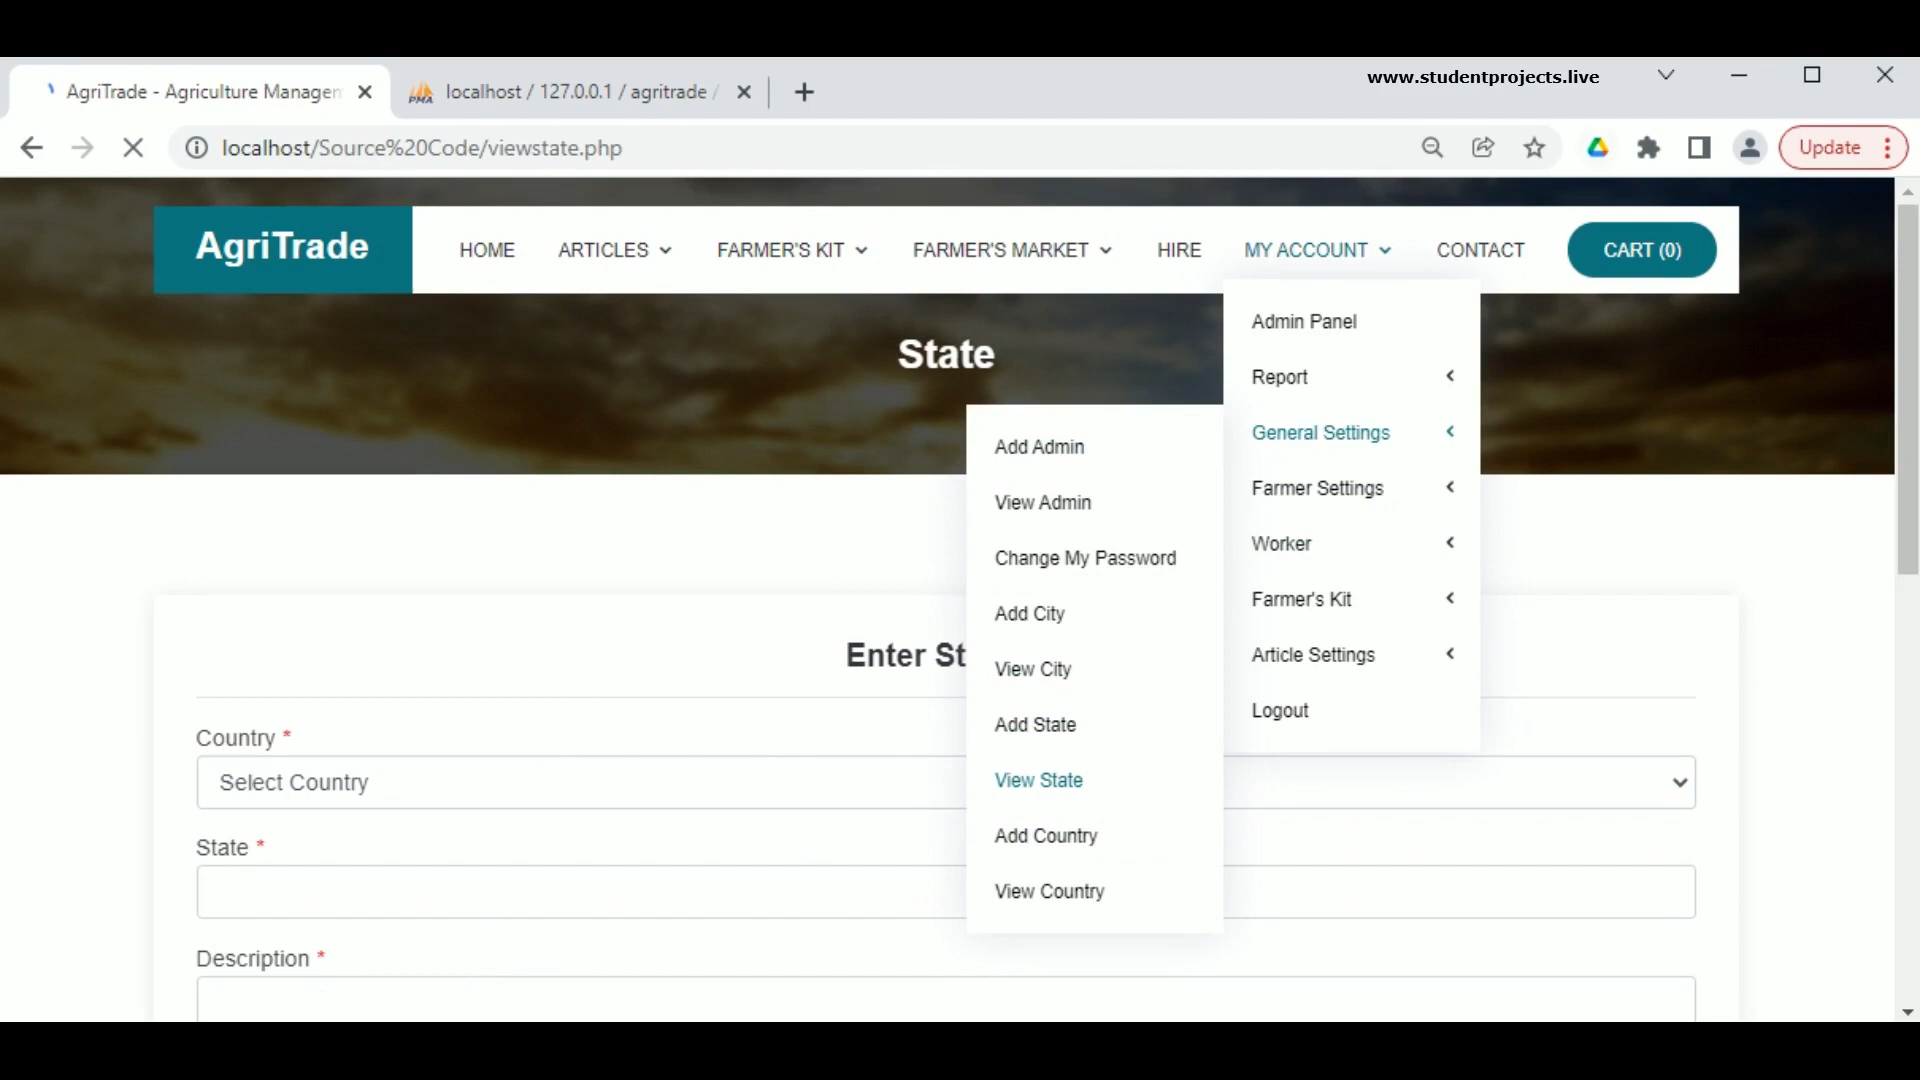 www.studentprojects.live
AgriTrade - Agriculture Managen
PMA
localhost / 127.0.0.1 / agritrade /
localhost/Source%20Code/viewstate.php
Update
AgriTrade
HOME
ARTICLES
FARMER'S KIT
FARMER'S MARKET
HIRE
MY ACCOUNT
CONTACT
CART (0)
State
Admin Panel
Report
General Settings
Farmer Settings
Worker
Farmer's Kit
Article Settings
Logout
Add Admin
View Admin
Change My Password
Add City
View City
Add State
View State
Add Country
View Country
Enter St
Country *
Select Country
State *
Description *